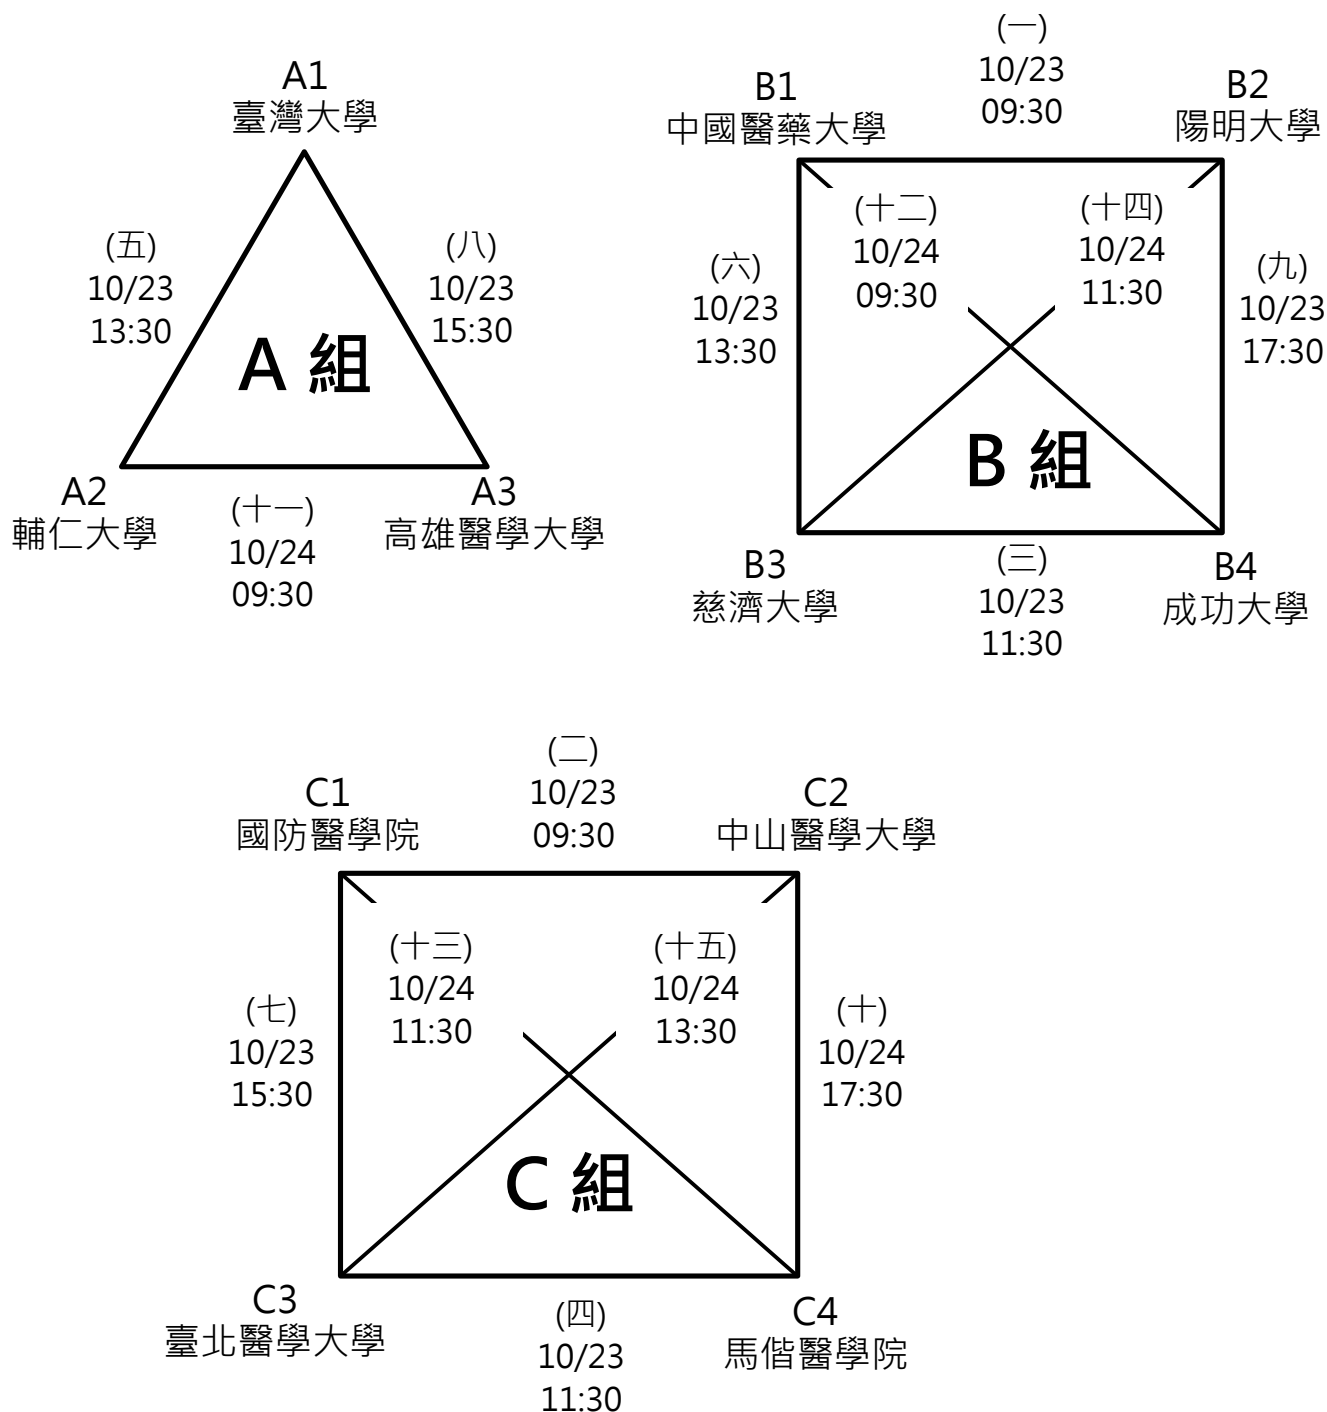 A1
臺灣大學
(五)
10/23
13:30
(八)
10/23
15:30
A 組
A2
輔仁大學
(十一)
10/24
09:30
A3
高雄醫學大學
B1
中國醫藥大學
(一)
10/23
09:30
B2
陽明大學
(六)
10/23
13:30
(十二)
10/24
09:30
(十四)
10/24
11:30
(九)
10/23
17:30
B 組
B3
慈濟大學
(三)
10/23
11:30
B4
成功大學
C1
國防醫學院
(二)
10/23
09:30
C2
中山醫學大學
(七)
10/23
15:30
(十三)
10/24
11:30
(十五)
10/24
13:30
(十)
10/24
17:30
C 組
C3
臺北醫學大學
(四)
10/23
11:30
C4
馬偕醫學院